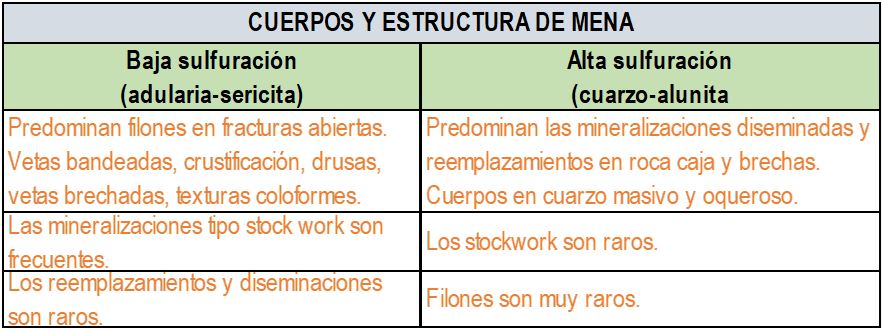 CUERPOS Y ESTRUCTURA DE MENA
Baja sulfuración
(adularia-sericita)
Alta sulfuración
(cuarzo-alunita
Predominan filones en fracturas abiertas.
Vetas bandeadas, crustificación, drusas,
vetas brechadas, texturas coloformes.
Predominan las mineralizaciones diseminadas y
reemplazamientos en roca caja y brechas.
Cuerpos en cuarzo masivo y oqueroso.
Las mineralizaciones tipo stock work son
frecuentes.
Los stockwork son raros.
Los reemplazamientos y diseminaciones
son raros.
Filones son muy raros.